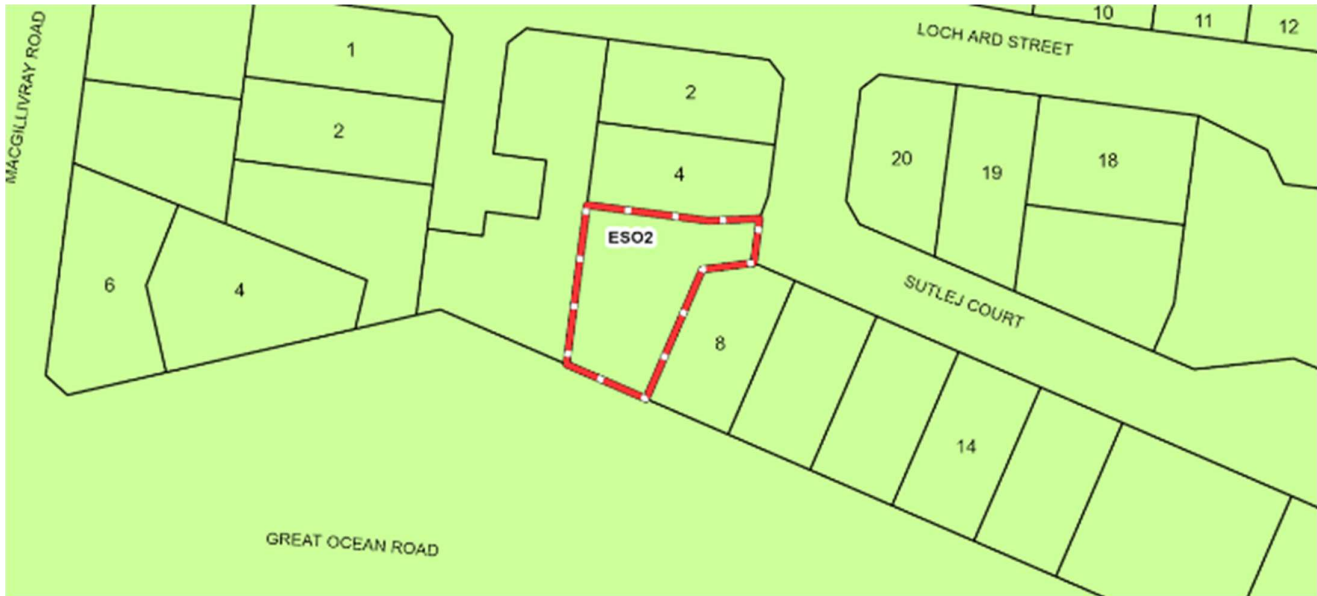 10
11
12
LOCH ARD STREET
MACGILLIVRAY ROAD
1
2
2
4
20
19
18
ESO2
6
4
8
SUTLEJ COURT
14
GREAT OCEAN ROAD